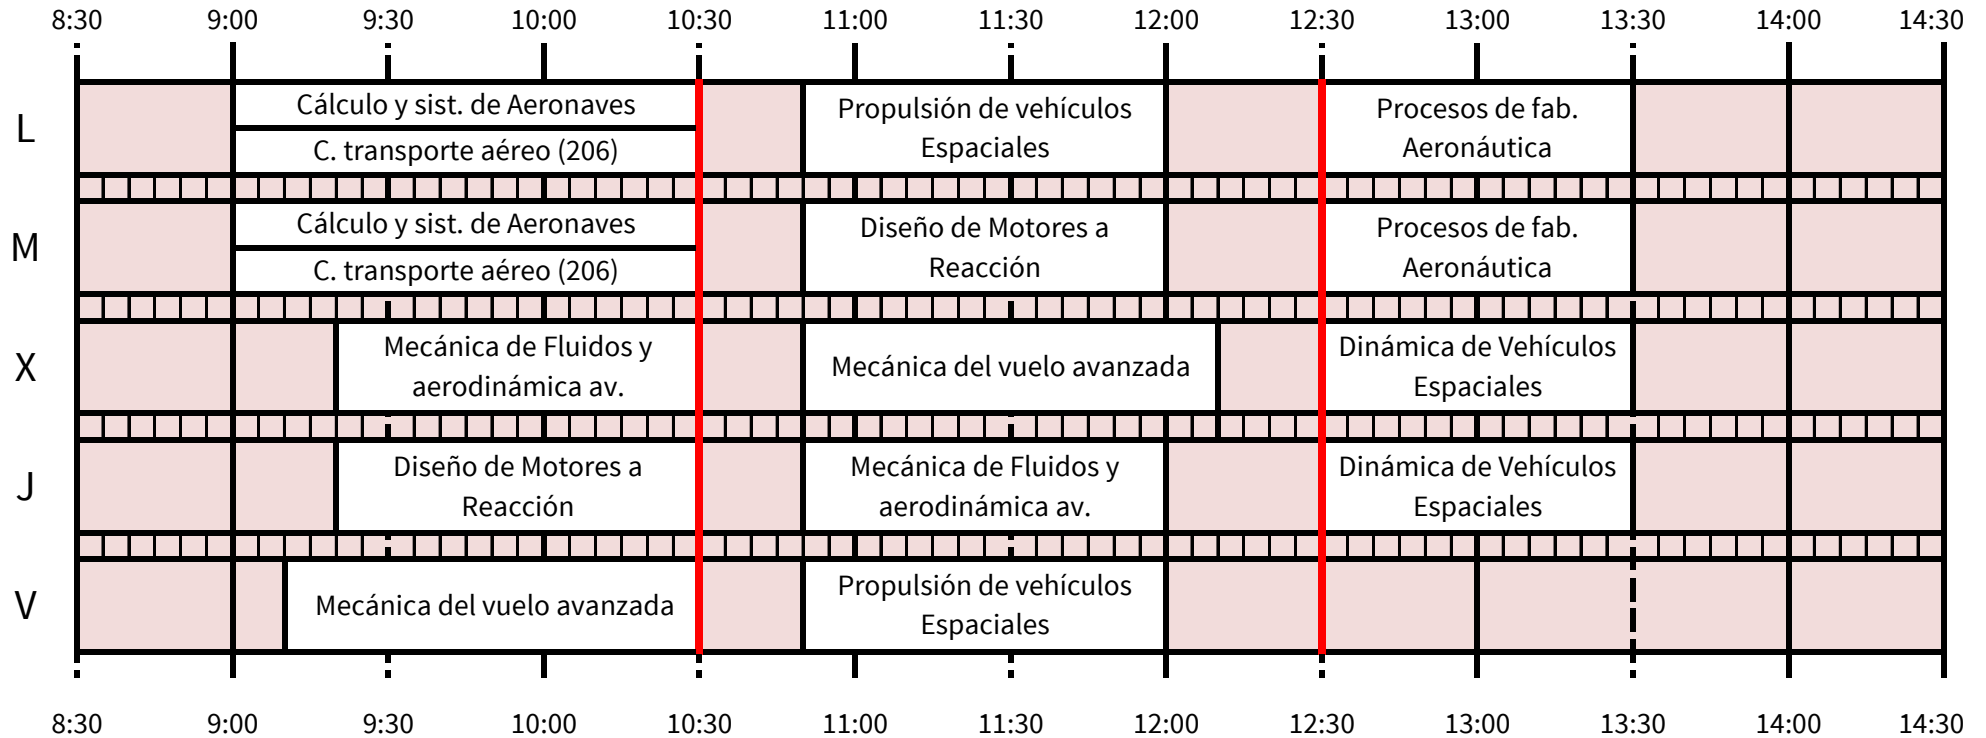 8:30 9:00 9:30 10:00 10:30 11:00 11:30 12:00 12:30 13:00 13:30 14:00 14:30
L
Cálculo y sist. de Aeronaves
C. transporte aéreo (206)
Propulsión de vehículos
Espaciales
Procesos de fab.
Aeronáutica
M
Cálculo y sist. de Aeronaves
C. transporte aéreo (206)
Diseño de Motores a
Reacción
Procesos de fab.
Aeronáutica
X
Mecánica de Fluidos y
aerodinámica av.
Mecánica del vuelo avanzada
Dinámica de Vehículos
Espaciales
J
Diseño de Motores a
Reacción
Mecánica de Fluidos y
aerodinámica av.
Dinámica de Vehículos
Espaciales
V
Mecánica del vuelo avanzada
Propulsión de vehículos
Espaciales
8:30 9:00 9:30 10:00 10:30 11:00 11:30 12:00 12:30 13:00 13:30 14:00 14:30